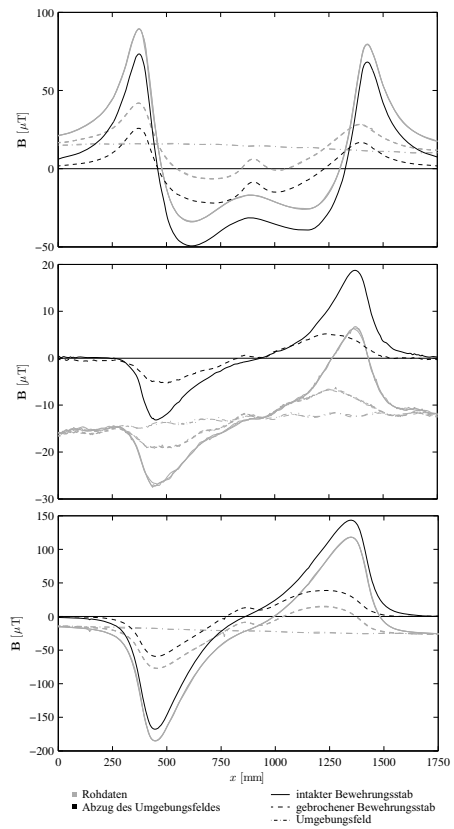 100
50
0
−50
B [μT]
20
10
0
−10
−20
−30
B [μT]
150
100
50
0
−50
−100
−150
−200
B [μT]
0 250 500 750 1000 1250 1500 1750
x [mm]
Rohdaten
Abzug des Umgebungsfeldes
intakter Bewehrungsstab
gebrochener Bewehrungsstab
Umgebungsfeld